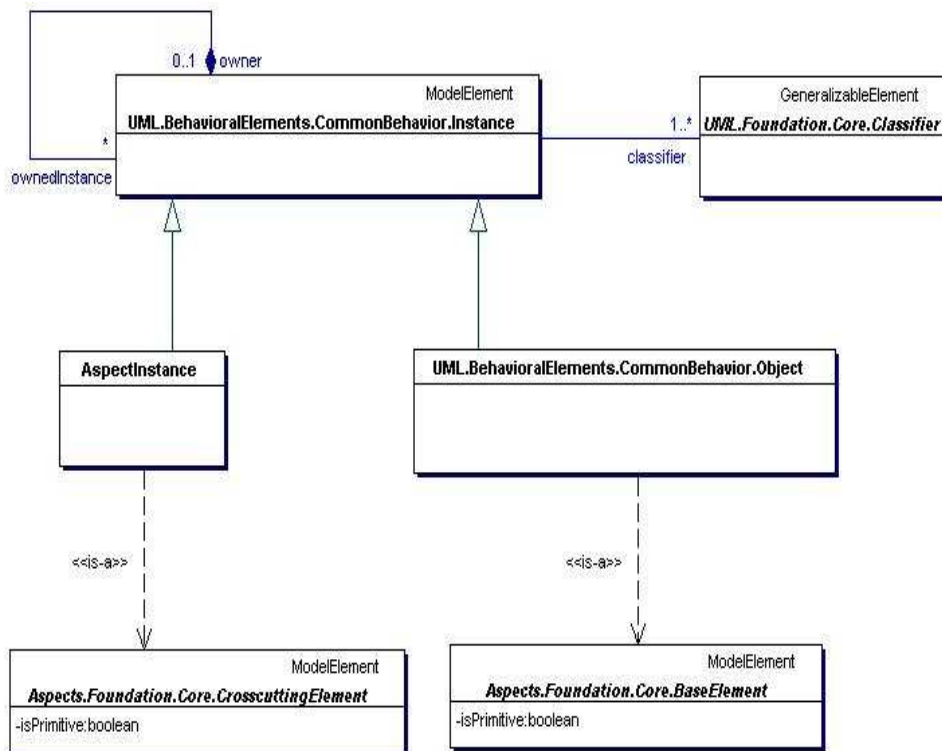 0..1
owner
ModelElement
UML.BehavioralElements.CommonBehavior.Instance
*
ownedInstance
1..*
classifier
GeneralizableElement
UML.Foundation.Core.Classifier
AspectInstance
UML.BehavioralElements.CommonBehavior.Object
<<is-a>>
<<is-a>>
ModelElement
Aspects.Foundation.Core.CrosscuttingElement
-isPrimitive:boolean
ModelElement
Aspects.Foundation.Core.BaseElement
-isPrimitive:boolean